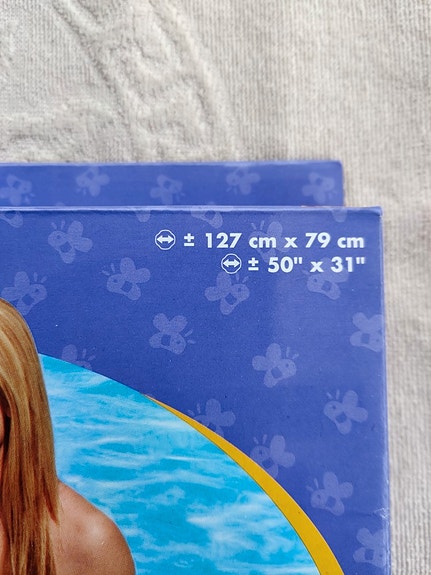 ± 127 cm x 79 cm
± 50" x 31"